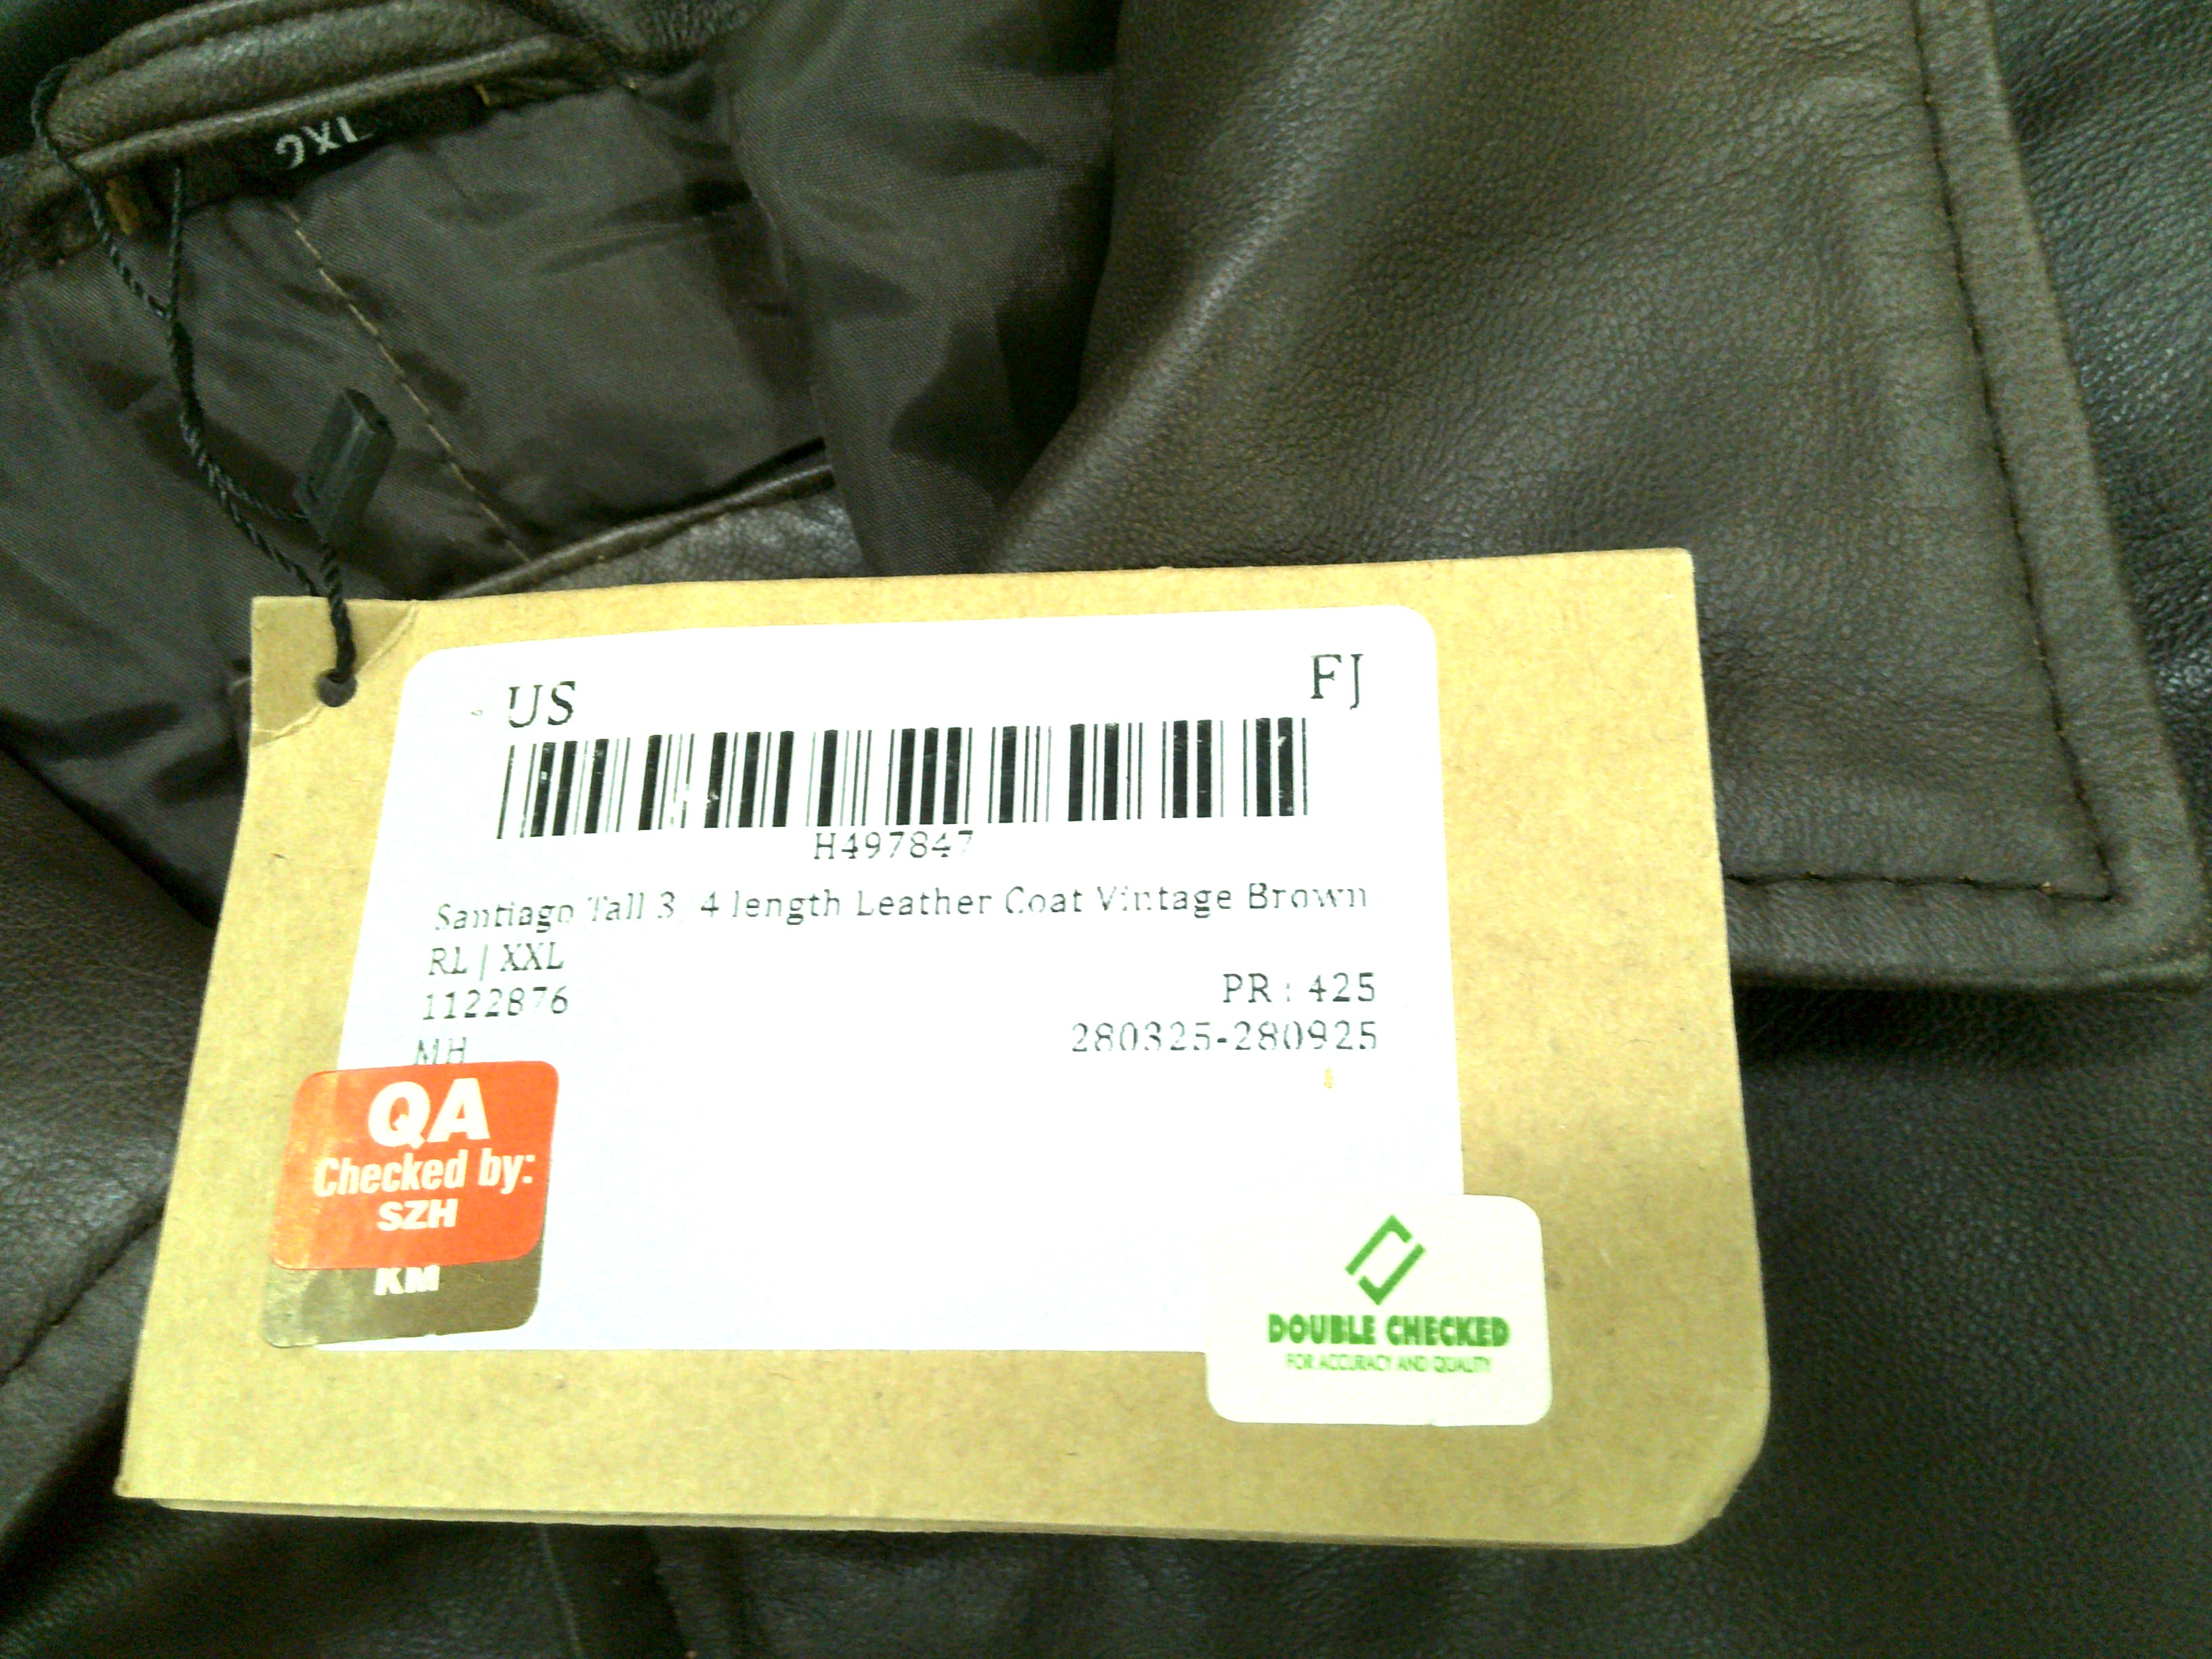 2XL
US
FJ
H497847
Santiago Tall 3/4 length Leather Coat Vintage Brown
RL | XXL
1122876
PR : 425
MH
280325-280925
QA
Checked by:
SZH
KM
DOUBLE CHECKED
FOR ACCURACY AND QUALITY